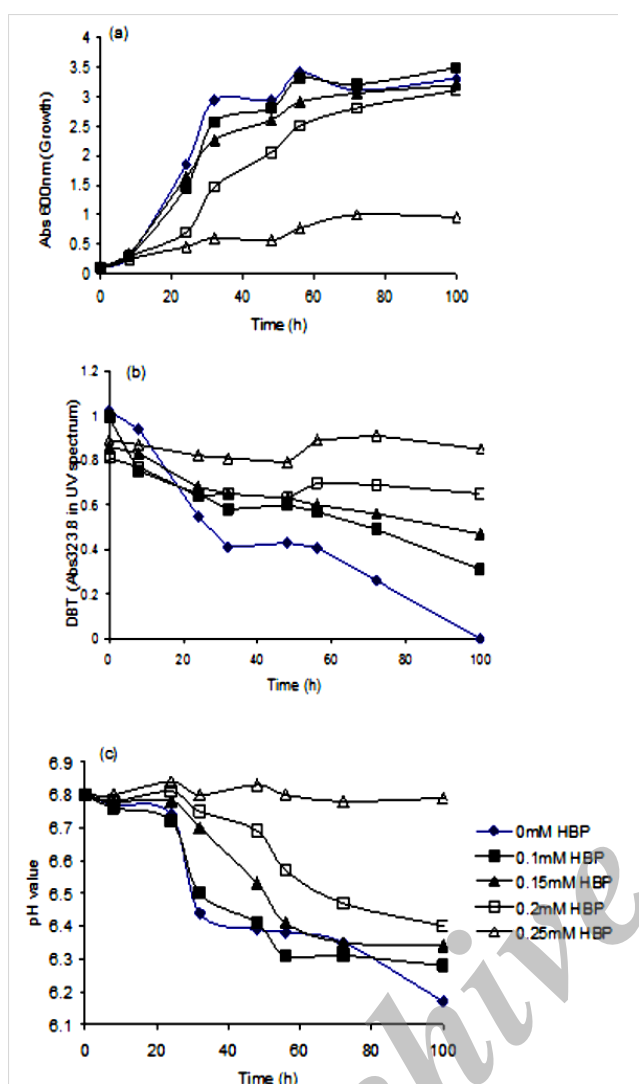 (a)
4
3.5
3
2.5
2
1.5
1
0.5
0
0 20 40 60 80 100
Time (h)
Abs 600nm (Growth)
(b)
1.2
1
0.8
0.6
0.4
0.2
0
0 20 40 60 80 100
Time (h)
DBT (Abs323.8 in UV spectrum)
(c)
6.9
6.8
6.7
6.6
6.5
6.4
6.3
6.2
6.1
0 20 40 60 80 100
Time (h)
pH value
0mM HBP
0.1mM HBP
0.15mM HBP
0.2mM HBP
0.25mM HBP
hive